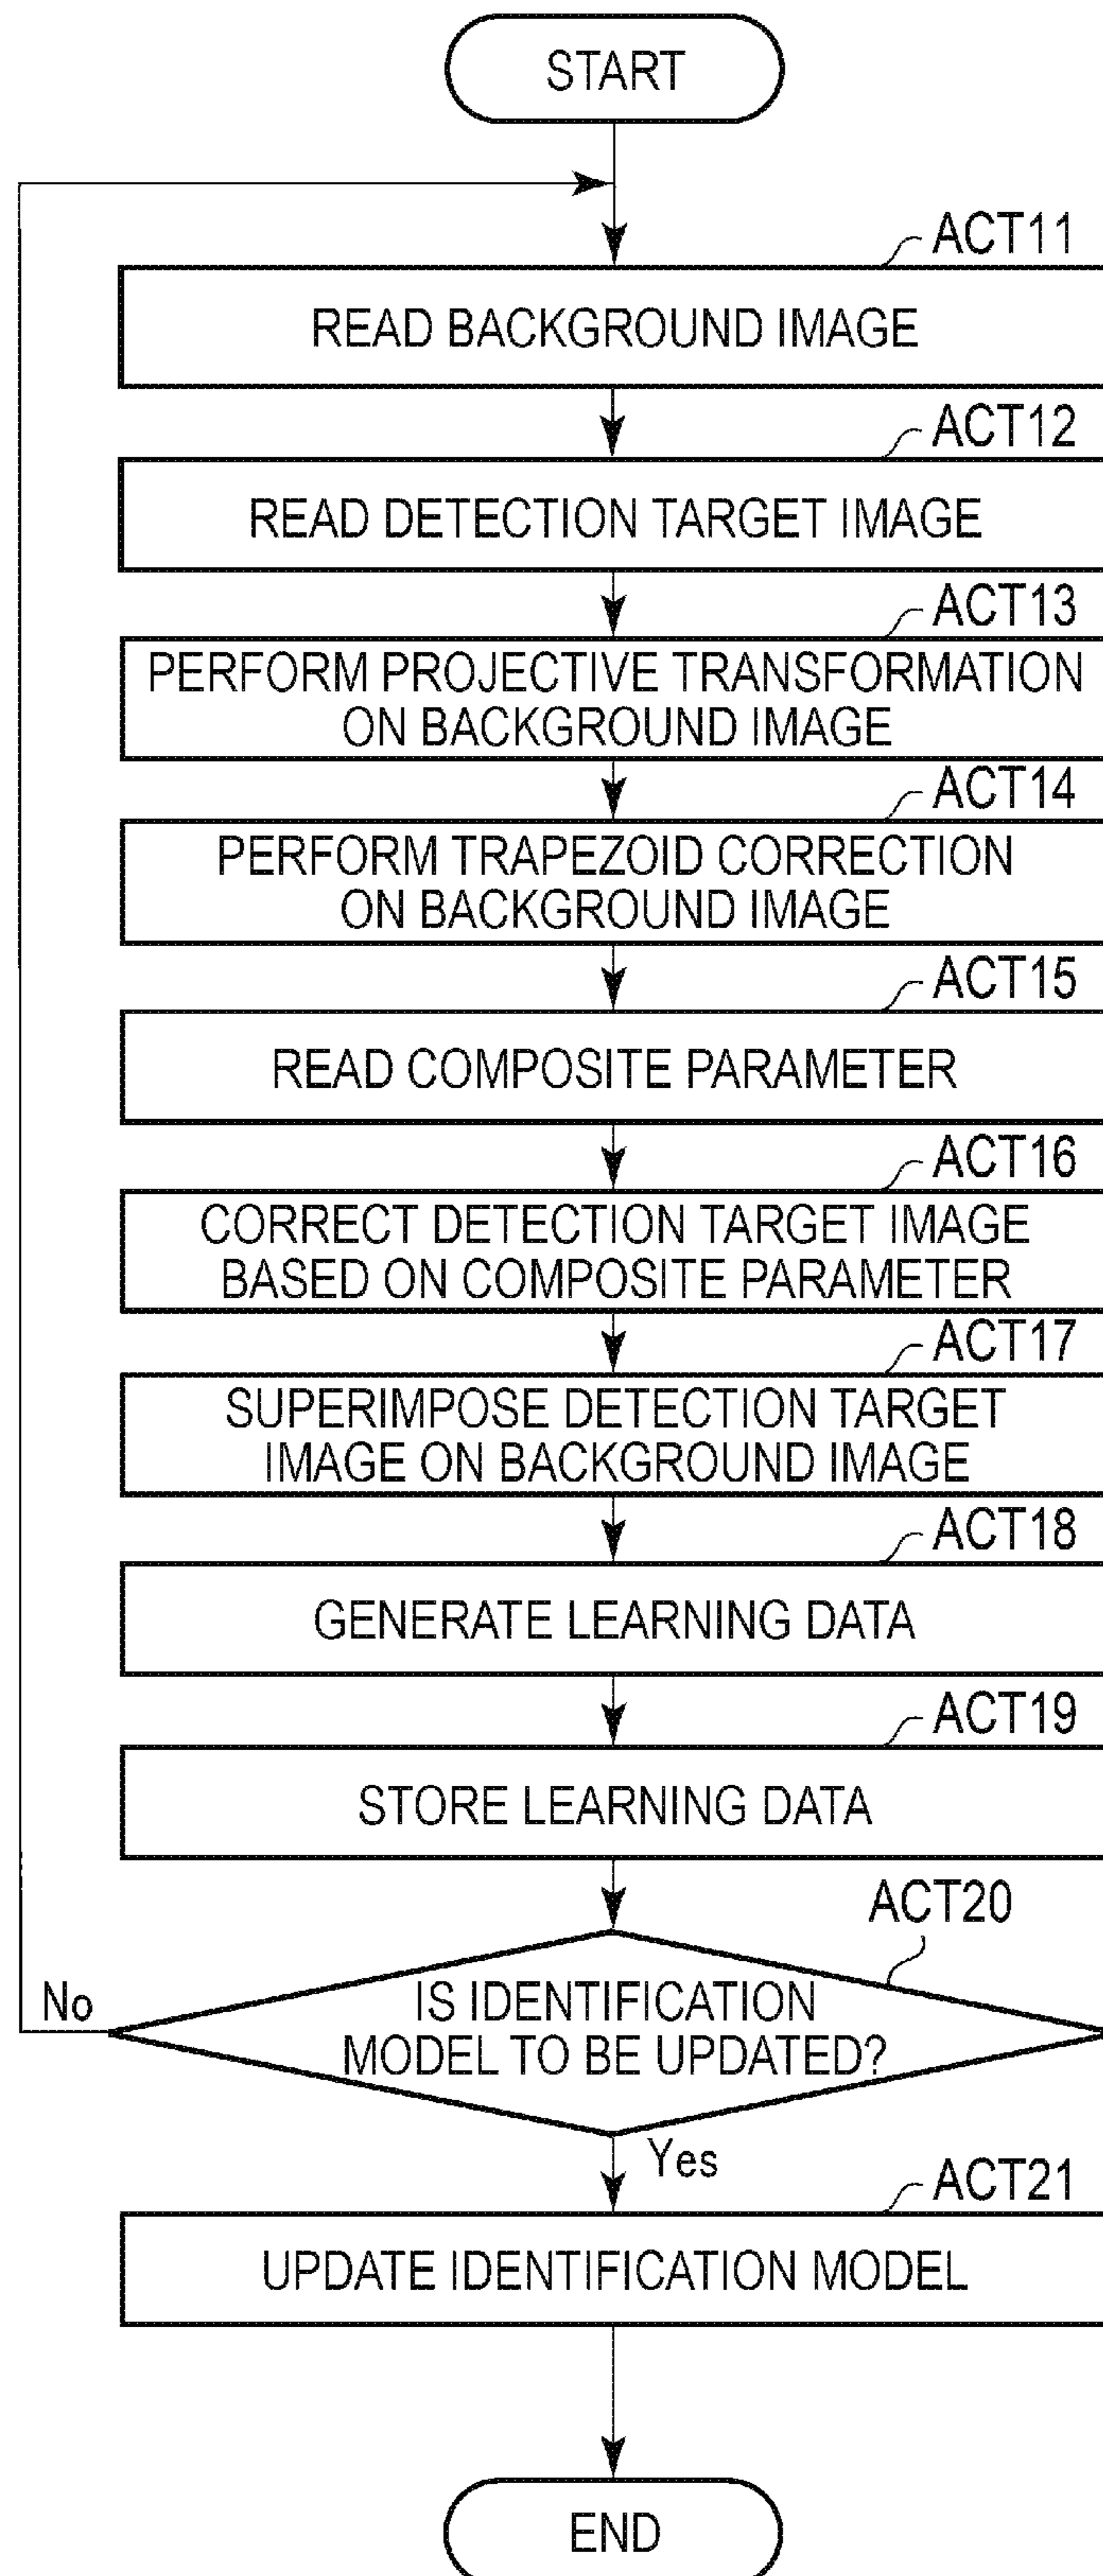 START
ACT11
READ BACKGROUND IMAGE
ACT12
READ DETECTION TARGET IMAGE
ACT13
PERFORM PROJECTIVE TRANSFORMATION
ON BACKGROUND IMAGE
ACT14
PERFORM TRAPEZOID CORRECTION
ON BACKGROUND IMAGE
ACT15
READ COMPOSITE PARAMETER
ACT16
CORRECT DETECTION TARGET IMAGE
BASED ON COMPOSITE PARAMETER
ACT17
SUPERIMPOSE DETECTION TARGET
IMAGE ON BACKGROUND IMAGE
ACT18
GENERATE LEARNING DATA
ACT19
STORE LEARNING DATA
ACT20
No
IS IDENTIFICATION
MODEL TO BE UPDATED?
Yes
ACT21
UPDATE IDENTIFICATION MODEL
END